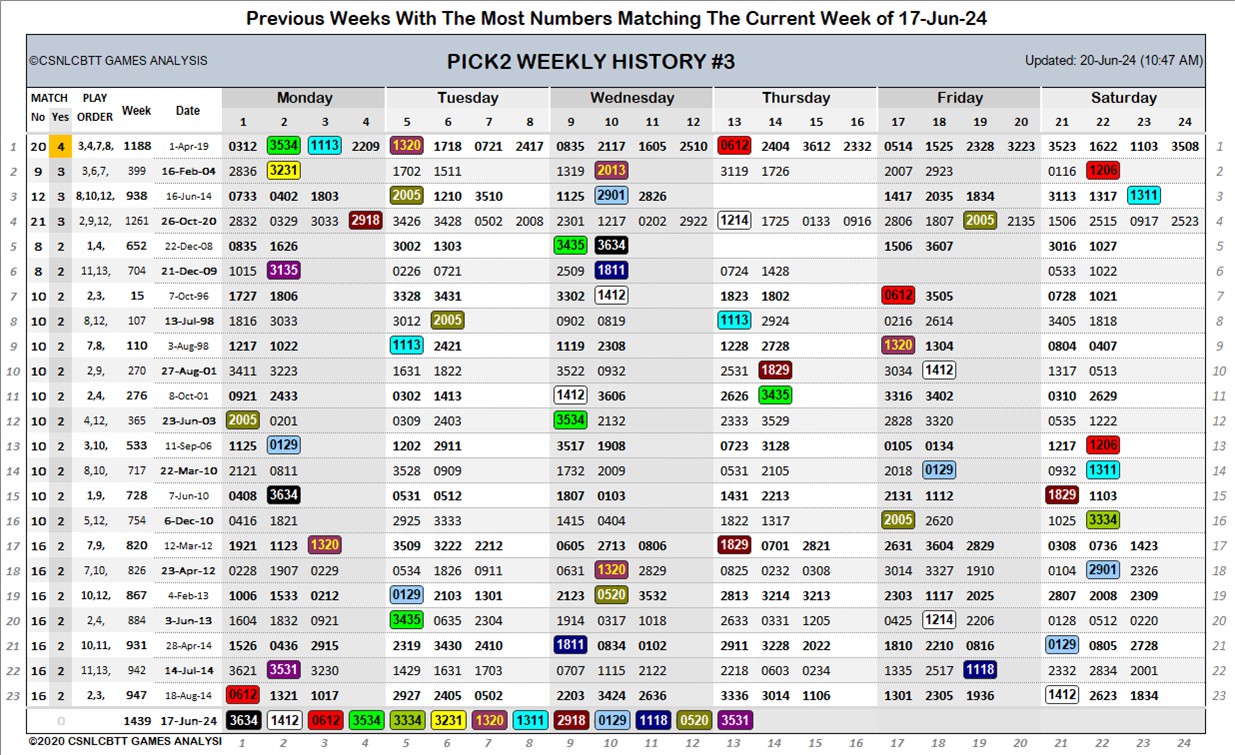 Previous Weeks With The Most Numbers Matching The Current Week of 17-Jun-24
©CSNLCBTT GAMES ANALYSIS PICK2 WEEKLY HISTORY #3 Updated: 20-Jun-24 (10:47 AM)
MATCH PLAY Week Date Monday Tuesday Wednesday Thursday Friday Saturday
No Yes ORDER 1 2 3 4 5 6 7 8 9 10 11 12 13 14 15 16 17 18 19 20 21 22 23 24
1 20 4 3,4,7,8, 1188 1-Apr-19 0312 3534 1113 2209 1320 1718 0721 2417 0835 2117 1605 2510 0612 2404 3612 2332 0514 1525 2328 3223 3523 1622 1103 3508 1
2 9 3 3,6,7, 399 16-Feb-04 2836 3231 1702 1511 1319 2013 3119 1726 2007 2923 0116 1206 2
3 12 3 8,10,12, 938 16-Jun-14 0733 0402 1803 2005 1210 3510 1125 2901 2826 1417 2035 1834 3113 1317 2311 3
4 21 3 2,9,12, 1261 26-Oct-20 2832 0329 3033 2918 3426 3428 0502 2008 2301 1217 0202 2922 1214 1725 0133 0916 2806 1807 2005 2135 1506 2515 0917 2523 4
5 8 2 1,4, 652 22-Dec-08 0835 1626 3002 1303 3435 3634 1506 3607 3016 1027 5
6 8 2 11,13, 704 21-Dec-09 1015 3135 0226 0721 2509 1811 0724 1428 0533 1022 6
7 10 2 2,3, 15 7-Oct-96 1727 1806 3328 3431 3302 1412 1823 1802 0612 3505 0728 1021 7
8 10 2 8,12, 107 13-Jul-98 1816 3033 3012 2005 0902 0819 1113 2924 0216 2614 3405 1818 8
9 10 2 7,8, 110 3-Aug-98 1217 1022 1113 2421 1119 2308 1228 2728 1320 1304 0804 0407 9
10 10 2 2,9, 270 27-Aug-01 3411 3223 1631 1822 3522 0932 2531 1829 3034 1412 1317 0513 10
11 10 2 2,4, 276 8-Oct-01 0921 2433 0302 1413 1412 3606 2628 3435 3316 3402 0310 2629 11
12 10 2 4,12, 365 23-Jun-03 2005 0201 0309 2403 3534 2132 2333 3529 2828 3320 0535 1222 12
13 10 2 3,10, 533 11-Sep-06 1125 0129 1202 2911 3517 1908 0723 3128 0105 0134 1217 1206 13
14 10 2 8,10, 717 22-Mar-10 2121 0811 3528 0909 1732 2009 0531 2105 2018 0129 0932 1311 14
15 10 2 1,9, 728 7-Jun-10 0408 3634 0531 0512 1807 0103 1431 2213 2131 1112 1829 1103 15
16 10 2 5,12, 754 6-Dec-10 0416 1821 2925 3333 1415 0404 1822 1317 2005 2620 1025 3334 16
17 16 2 7,9, 820 12-Mar-12 1921 1123 1320 3509 3222 2212 0605 2713 0806 1829 0701 2821 2631 3604 2829 0308 0736 1423 17
18 16 2 7,10, 826 23-Apr-12 0228 1907 0229 0534 1826 0911 0631 1320 2829 0825 0232 0308 3014 3327 1910 0104 2901 2326 18
19 16 2 10,12, 867 4-Feb-13 1006 1533 0212 0129 2103 1301 2123 0520 3532 2813 3214 3213 2303 1117 2025 2807 2008 2309 19
20 16 2 2,4, 884 3-Jun-13 1604 1832 0921 3435 0635 2304 1914 0317 1018 2633 0331 1205 0425 1214 2206 0128 0512 0220 20
21 16 2 10,11, 931 28-Apr-14 1526 0436 2915 2319 3430 2410 1811 0834 0102 2911 3228 2022 1810 2210 0816 0129 0805 2728 21
22 16 2 11,13, 942 14-Jul-14 3621 3531 3230 1429 1631 1703 0707 1115 2122 2218 0603 0234 1335 2517 1118 2332 2834 2001 22
23 16 2 2,3, 947 18-Aug-14 0612 1321 1017 2927 2405 0502 2203 3424 2636 3336 3014 1106 1301 2305 1936 1412 2623 1834 23
0 1439 17-Jun-24 3634 1412 0612 3534 3334 3231 1320 1311 2918 0129 1118 0520 3531
©2020 CSNLCBTT GAMES ANALYSI 1 2 3 4 5 6 7 8 9 10 11 12 13 14 15 16 17 18 19 20 21 22 23 24